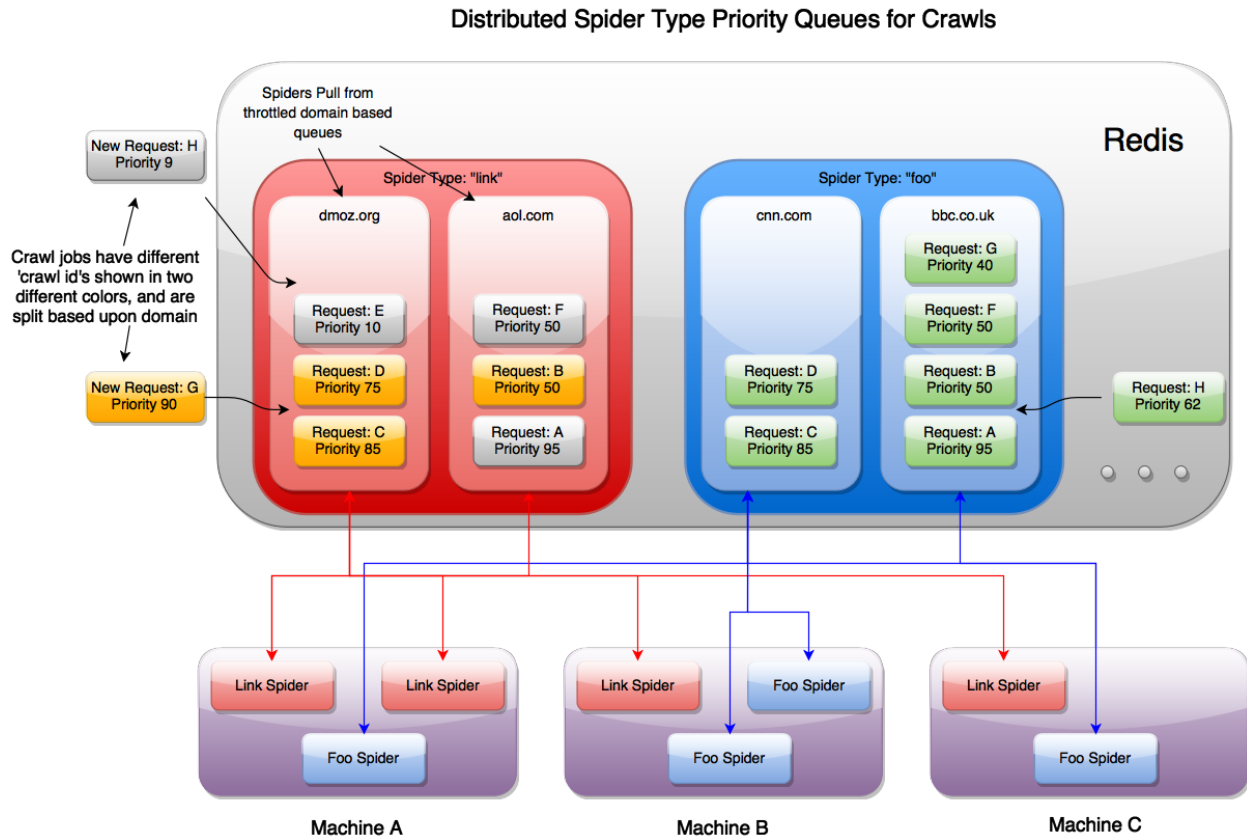 Distributed Spider Type Priority Queues for Crawls
Redis
Spiders Pull from
throttled domain based
queues
New Request: H
Priority 9
Crawl jobs have different
'crawl id's shown in two
different colors, and are
split based upon domain
New Request: G
Priority 90
Spider Type: "link"
dmoz.org
Request: E
Priority 10
Request: D
Priority 75
Request: C
Priority 85
aol.com
Request: F
Priority 50
Request: B
Priority 50
Request: A
Priority 95
Spider Type: "foo"
cnn.com
Request: D
Priority 75
Request: C
Priority 85
bbc.co.uk
Request: G
Priority 40
Request: F
Priority 50
Request: B
Priority 50
Request: A
Priority 95
Request: H
Priority 62
Link Spider
Link Spider
Foo Spider
Machine A
Link Spider
Foo Spider
Foo Spider
Machine B
Link Spider
Foo Spider
Machine C